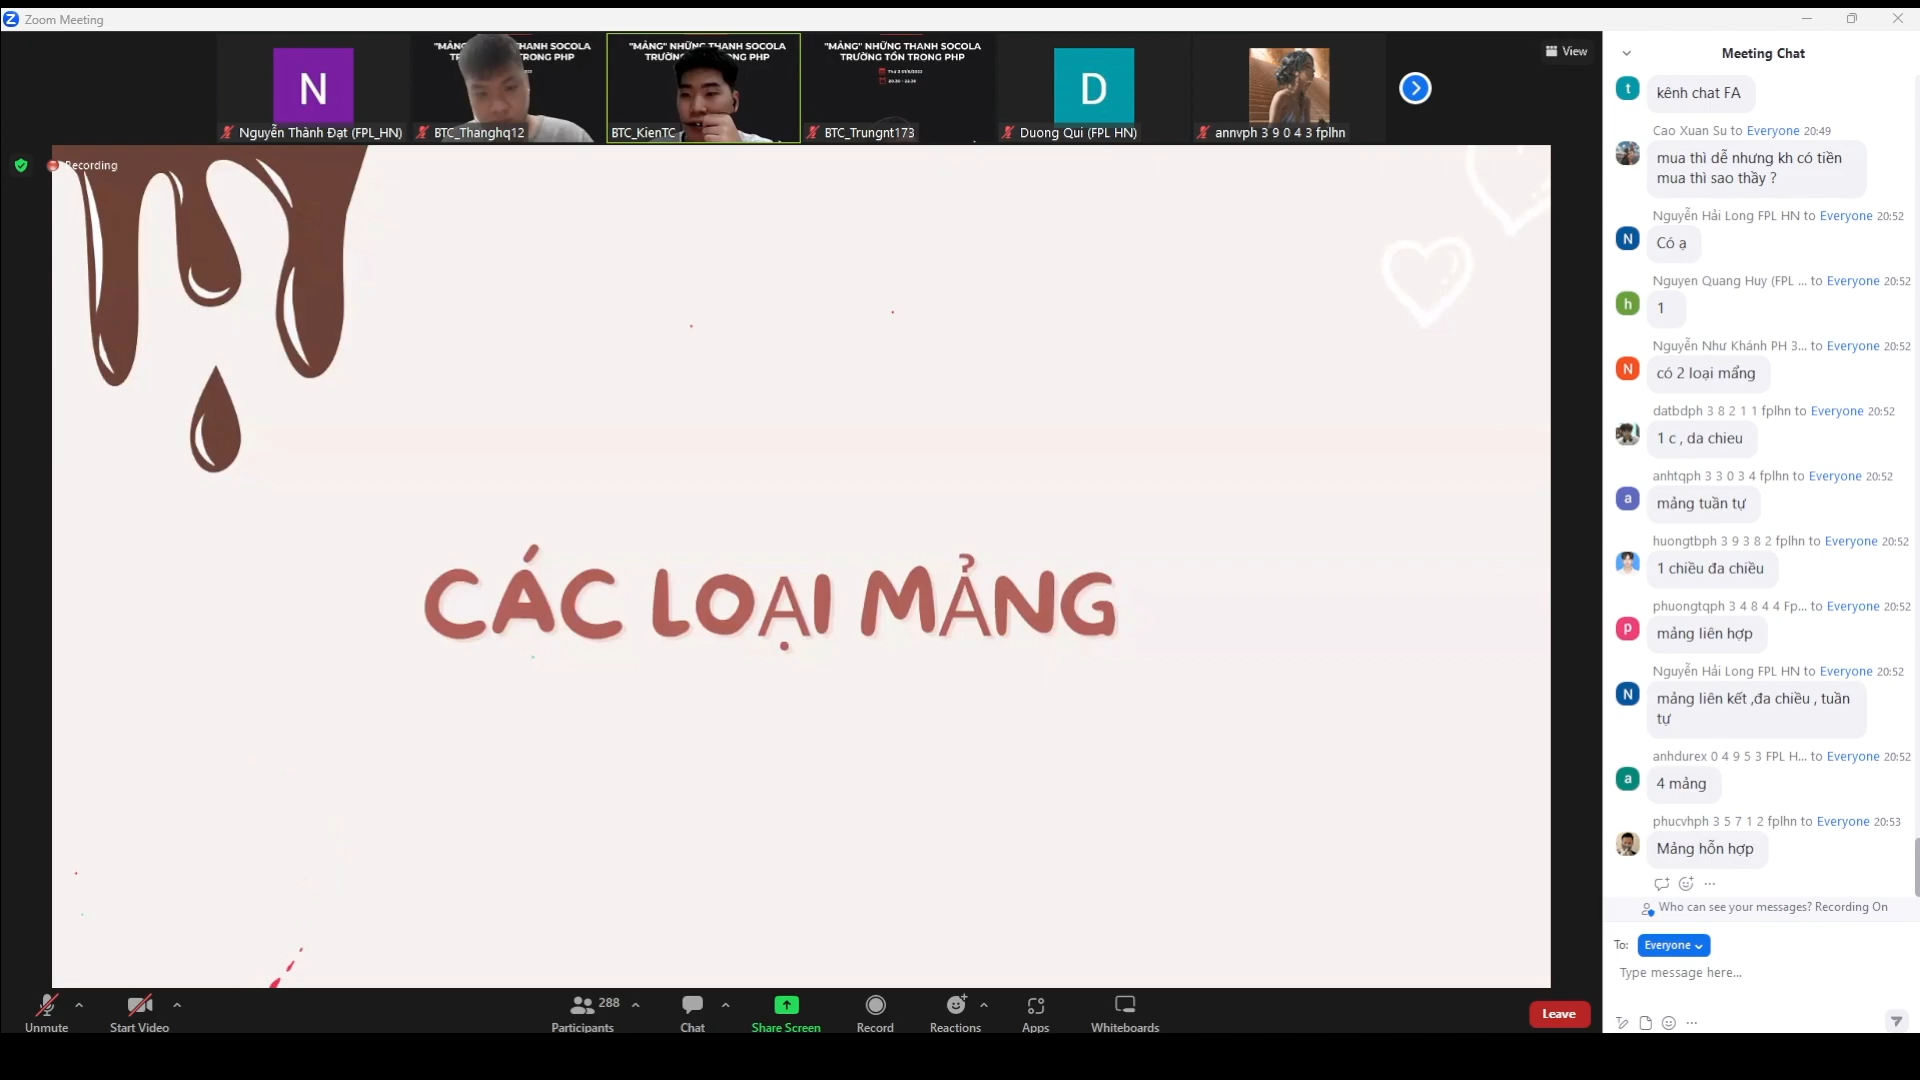 Zoom Meeting
"MẢNG" NHỮNG THANH SOCOLA
TRƯỜNG TỒN TRONG PHP
View
N
D
Nguyễn Thành Đạt (FPL_HN)
BTC_Thanghq12
BTC_KienTC
BTC_Trungnt173
Duong Qui (FPL HN)
annvph 3 9 0 4 3 fplhn
Recording
CÁC LOẠI MẢNG
Unmute
Start Video
288
Participants
Chat
Share Screen
Record
Reactions
Apps
Whiteboards
Leave
Meeting Chat
t
kênh chat FA
Cao Xuan Su to Everyone 20:49
mua thì dễ nhưng kh có tiền
mua thì sao thầy ?
Nguyễn Hải Long FPL HN to Everyone 20:52
N
Có ạ
Nguyen Quang Huy (FPL ... to Everyone 20:52
h
1
Nguyễn Như Khánh PH 3... to Everyone 20:52
N
có 2 loại mẩng
datbdph 3 8 2 1 1 fplhn to Everyone 20:52
1 c , da chieu
anhtqph 3 3 0 3 4 fplhn to Everyone 20:52
a
mảng tuần tự
huongtbph 3 9 3 8 2 fplhn to Everyone 20:52
1 chiều đa chiều
phuongtqph 3 4 8 4 4 Fp... to Everyone 20:52
p
mảng liên hợp
Nguyễn Hải Long FPL HN to Everyone 20:52
N
mảng liên kết ,đa chiều , tuần
tự
anhdurex 0 4 9 5 3 FPL H... to Everyone 20:52
a
4 mảng
phucvhph 3 5 7 1 2 fplhn to Everyone 20:53
Mảng hỗn hợp
Who can see your messages? Recording On
To: Everyone
Type message here...